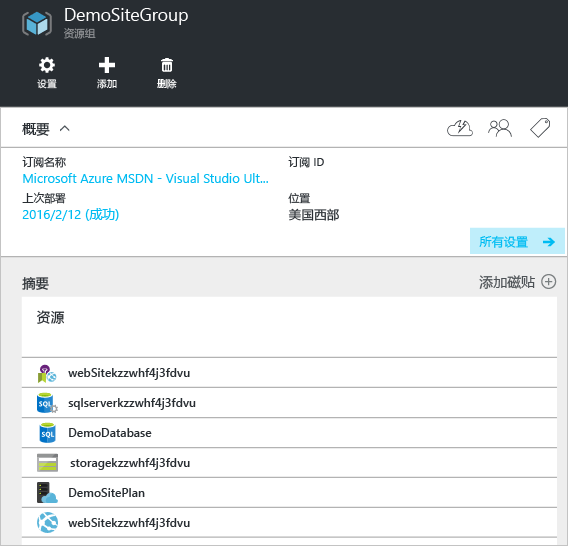 DemoSiteGroup
资源组
设置 添加 删除
概要
订阅名称 订阅 ID
Microsoft Azure MSDN - Visual Studio Ult...
上次部署 位置
2016/2/12 (成功) 美国西部
所有设置
摘要 添加磁贴
资源
webSitekzzwhf4j3fdvu
sqlserverkzzwhf4j3fdvu
SQL DemoDatabase
storagekzzwhf4j3fdvu
DemoSitePlan
webSitekzzwhf4j3fdvu